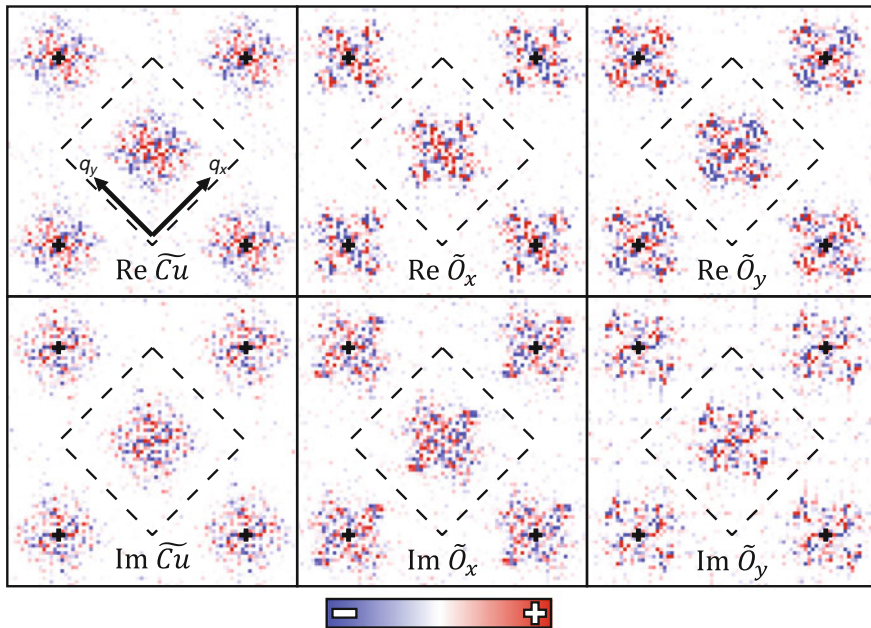 q_y q_x
Re C̃u
Re Õ_x
Re Õ_y
Im C̃u
Im Õ_x
Im Õ_y
− +